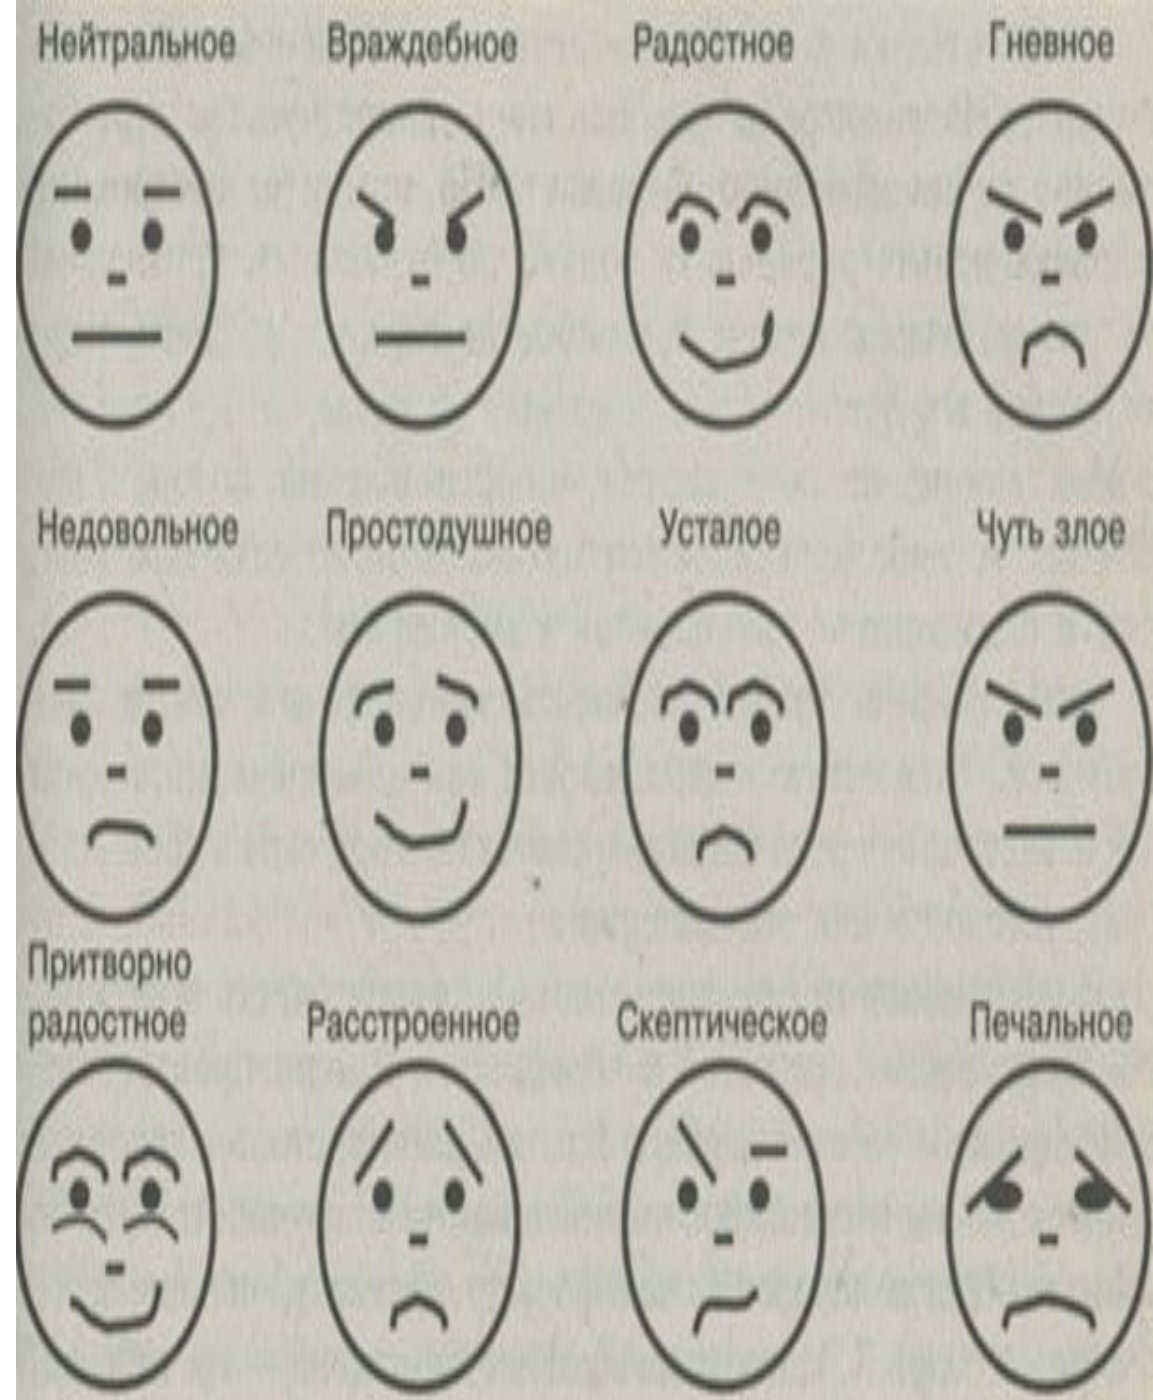 Нейтральное Враждебное Радостное Гневное
Недовольное Простодушное Усталое Чуть злое
Притворно
радостное Расстроенное Скептическое Печальное